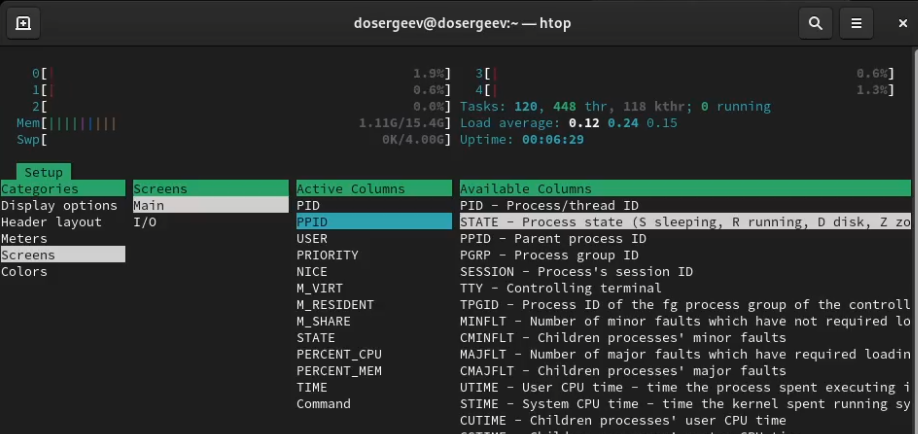 dosergeev@dosergeev:~ — htop
0[| 1.9%] 3[| 0.6%]
1[| 0.6%] 4[| 1.3%]
2[ 0.0%] Tasks: 120, 448 thr, 118 kthr; 0 running
Mem[||||||||| 1.11G/15.4G] Load average: 0.12 0.24 0.15
Swp[ 0K/4.00G] Uptime: 00:06:29
Setup
Categories Screens Active Columns Available Columns
Display options Main PID PID - Process/thread ID
Header layout I/O PPID STATE - Process state (S sleeping, R running, D disk, Z zo
Meters USER PPID - Parent process ID
Screens PRIORITY PGRP - Process group ID
Colors NICE SESSION - Process's session ID
M_VIRT TTY - Controlling terminal
M_RESIDENT TPGID - Process ID of the fg process group of the controll
M_SHARE MINFLT - Number of minor faults which have not required lo
STATE CMINFLT - Children processes' minor faults
PERCENT_CPU MAJFLT - Number of major faults which have required loadin
PERCENT_MEM CMAJFLT - Children processes' major faults
TIME UTIME - User CPU time - time the process spent executing i
Command STIME - System CPU time - time the kernel spent running sy
CUTIME - Children processes' user CPU time